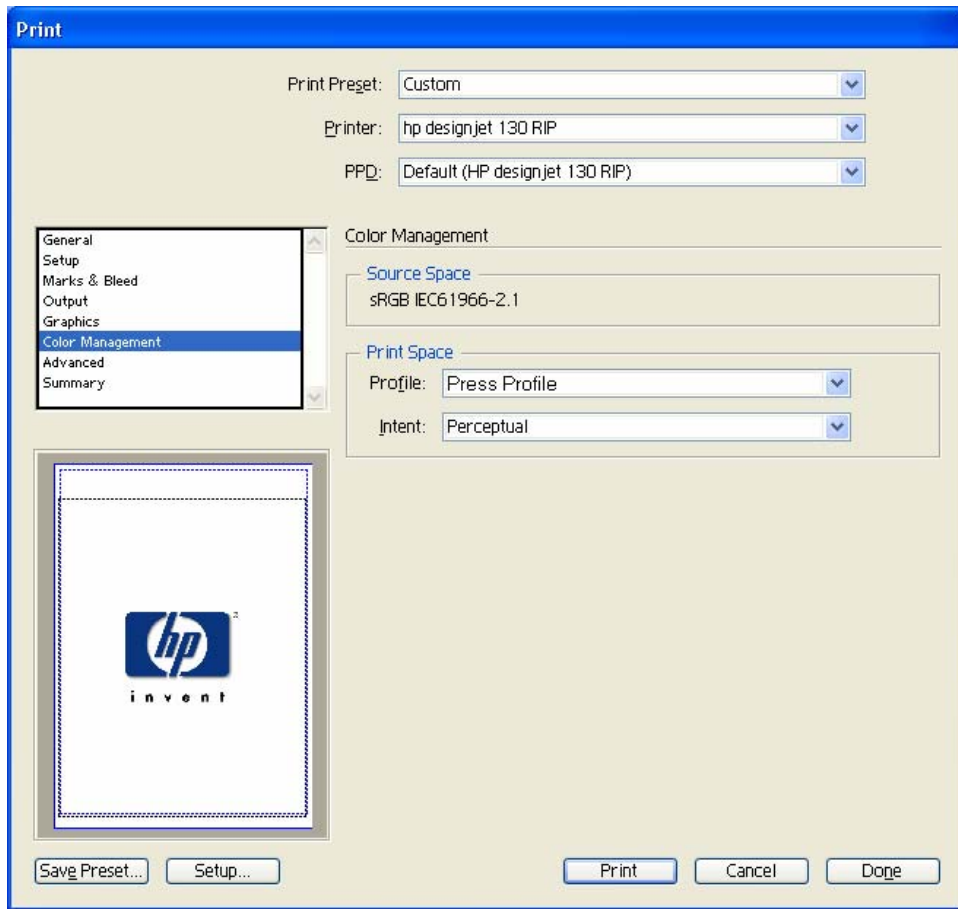 Print
Print Preset: Custom
Printer: hp designjet 130 RIP
PPD: Default (HP designjet 130 RIP)
General
Setup
Marks & Bleed
Output
Graphics
Color Management
Advanced
Summary
Color Management
Source Space
sRGB IEC61966-2.1
Print Space
Profile: Press Profile
Intent: Perceptual
hp
invent
Save Preset... Setup... Print Cancel Done